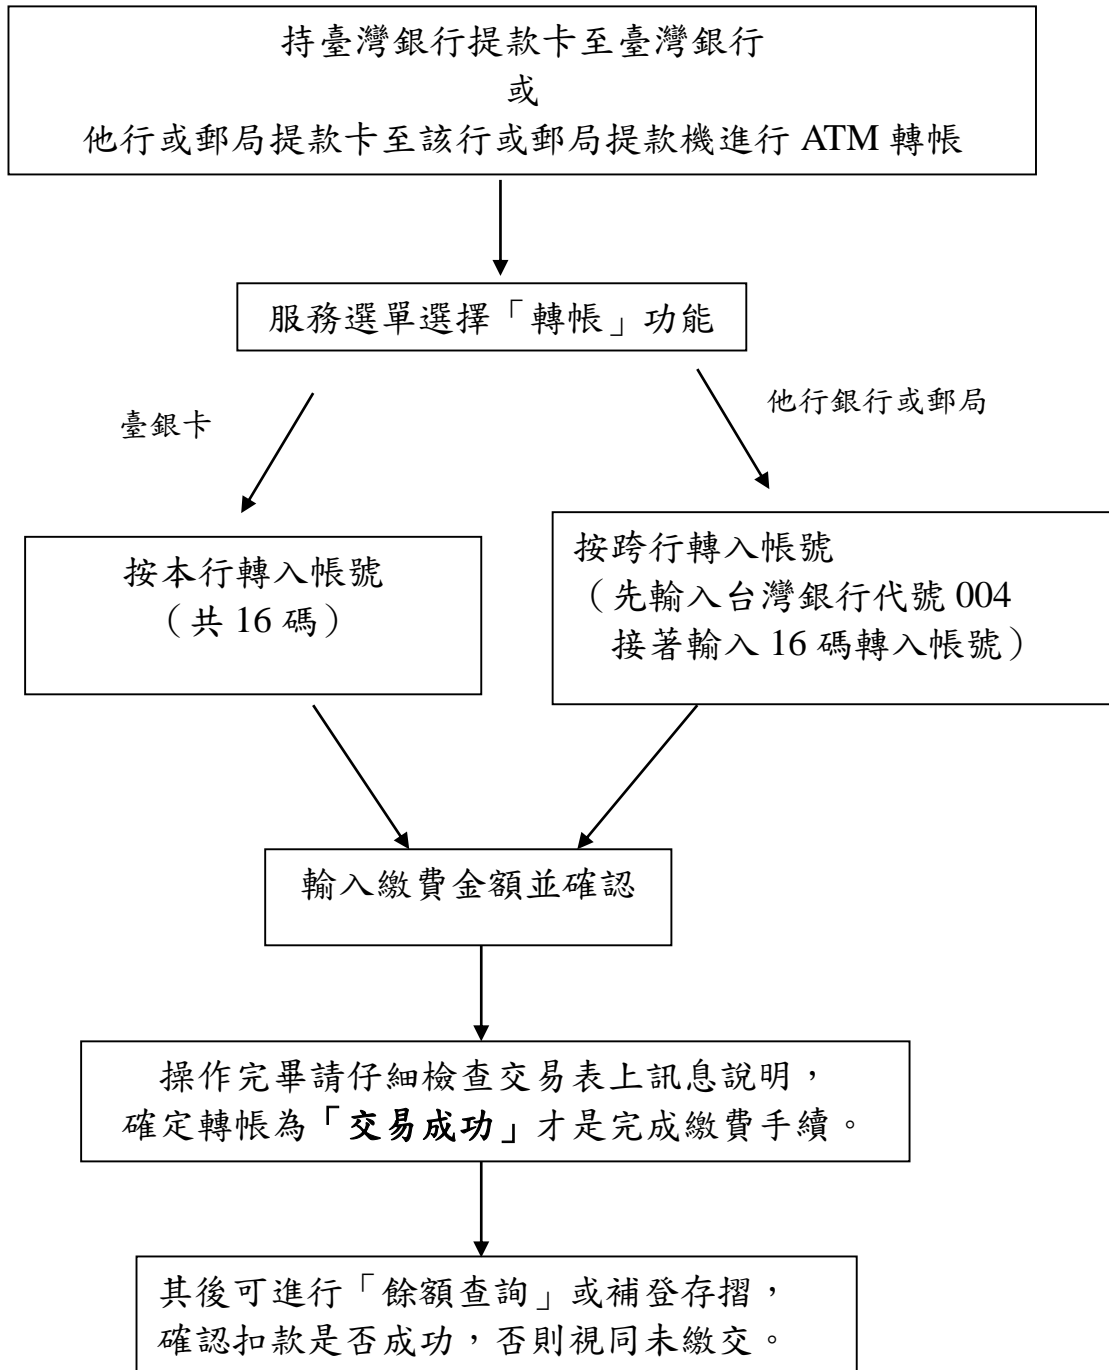 持臺灣銀行提款卡至臺灣銀行
或
他行或郵局提款卡至該行或郵局提款機進行 ATM 轉帳
服務選單選擇「轉帳」功能
臺銀卡
他行銀行或郵局
按本行轉入帳號
（共 16 碼）
按跨行轉入帳號
（先輸入台灣銀行代號 004
接著輸入 16 碼轉入帳號）
輸入繳費金額並確認
操作完畢請仔細檢查交易表上訊息說明，
確定轉帳為「交易成功」才是完成繳費手續。
其後可進行「餘額查詢」或補登存摺，
確認扣款是否成功，否則視同未繳交。